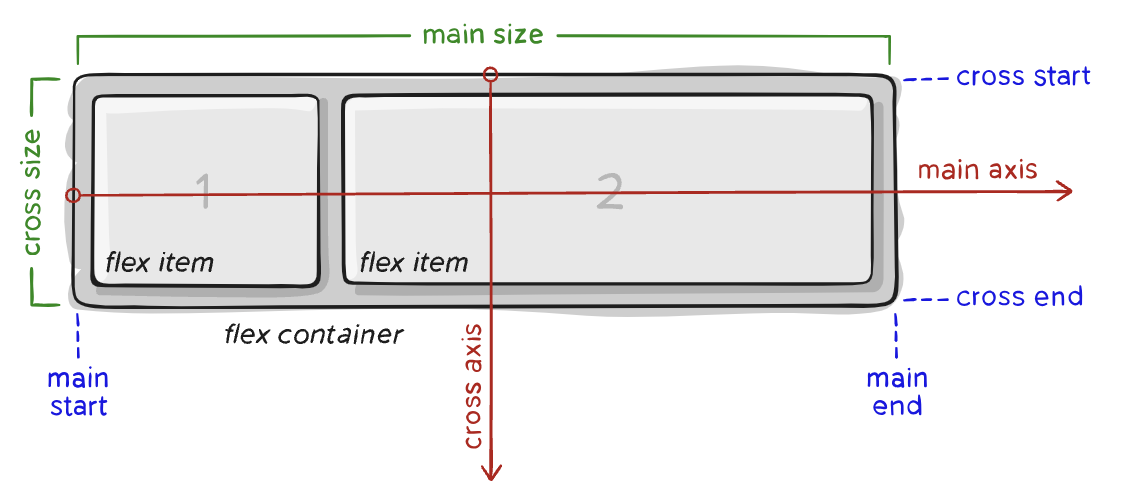 main size
cross start
cross size
1
2
main axis
flex item
flex item
cross end
flex container
cross axis
main
start
main
end